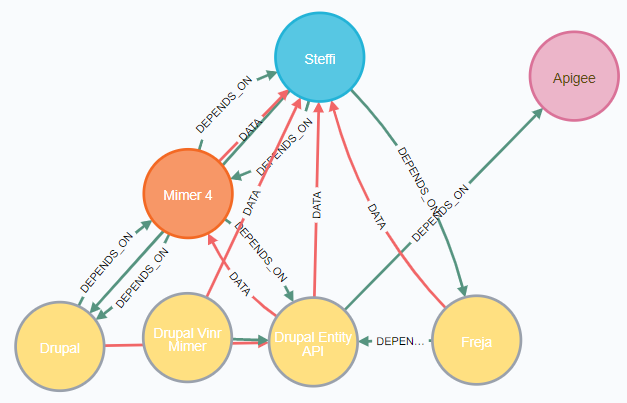 Steffi
Apigee
DEPENDS_ON
DATA
DEPENDS_ON
DEPENDS_ON
Mimer 4
DATA
DATA
DATA
DEPENDS_ON
DEPENDS_ON
DEPENDS_ON
DEPENDS_ON
DATA
Drupal
Drupal Vinr
Mimer
Drupal Entity
API
DEPEN...
Freja